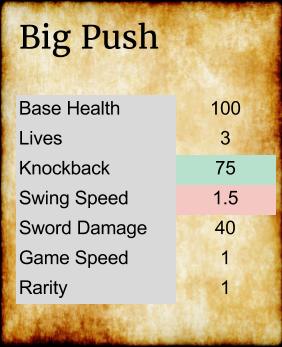 Big Push
Base Health 100
Lives 3
Knockback 75
Swing Speed 1.5
Sword Damage 40
Game Speed 1
Rarity 1